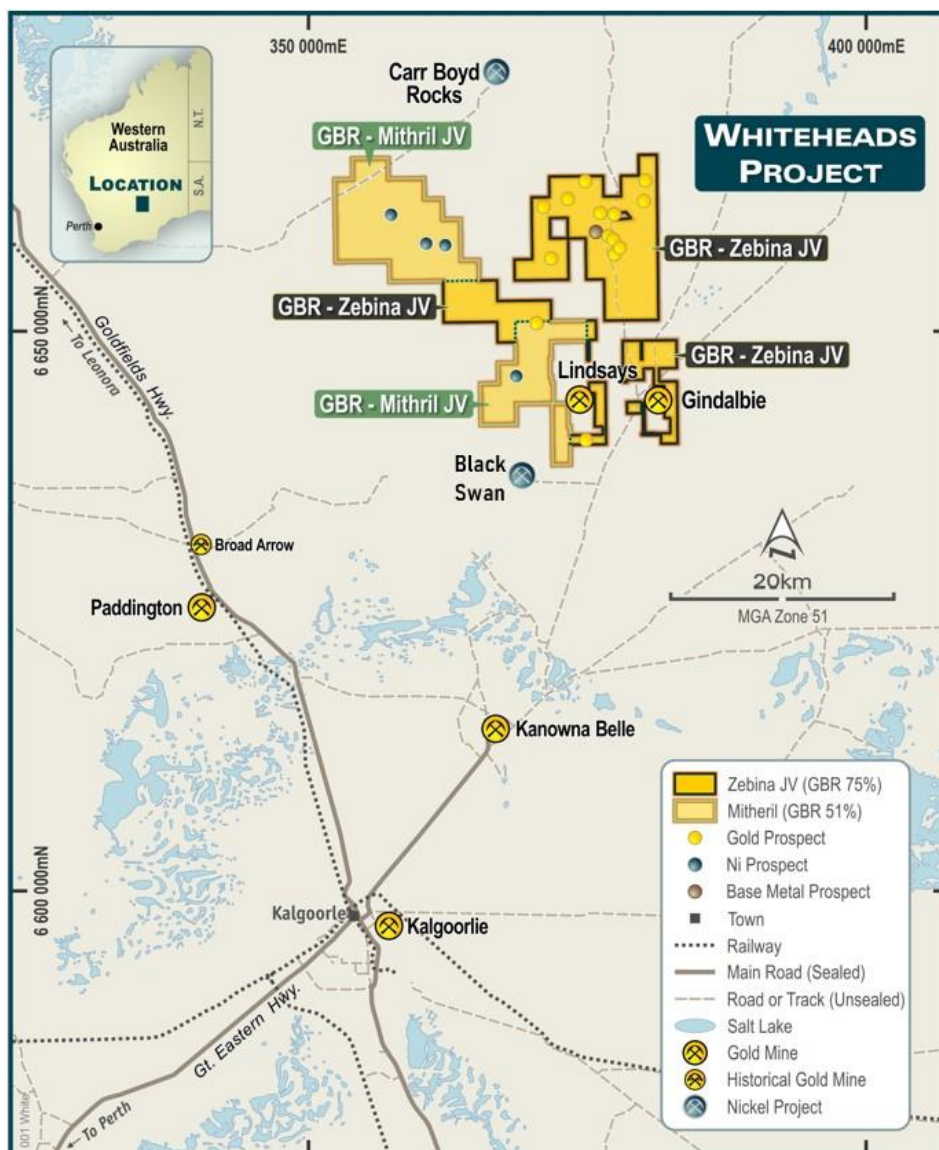 350 000mE
400 000mE
Western
Australia
LOCATION
N.T.
S.A.
Perth
Carr Boyd
Rocks
WHITEHEADS
PROJECT
GBR - Mithril JV
GBR - Zebina JV
GBR - Zebina JV
6 650 000mN
To Leonora
Goldfields Hwy.
GBR - Zebina JV
Lindsays
GBR - Mithril JV
Gindalbie
Black
Swan
N
20km
MGA Zone 51
Broad Arrow
Paddington
Kanowna Belle
6 600 000mN
Kalgoorle
Kalgoorlie
Gt. Eastern Hwy.
To Perth
001 White
Zebina JV (GBR 75%)
Mitheril (GBR 51%)
Gold Prospect
Ni Prospect
Base Metal Prospect
Town
Railway
Main Road (Sealed)
Road or Track (Unsealed)
Salt Lake
Gold Mine
Historical Gold Mine
Nickel Project